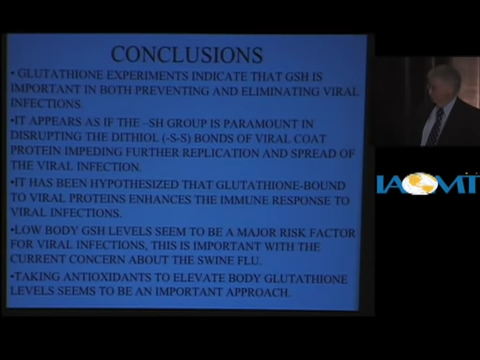 CONCLUSIONS
• GLUTATHIONE EXPERIMENTS INDICATE THAT GSH IS
IMPORTANT IN BOTH PREVENTING AND ELIMINATING VIRAL
INFECTIONS.
•IT APPEARS AS IF THE –SH GROUP IS PARAMOUNT IN
DISRUPTING THE DITHIOL (-S-S) BONDS OF VIRAL COAT
PROTEIN IMPEDING FURTHER REPLICATION AND SPREAD OF
THE VIRAL INFECTION.
•IT HAS BEEN HYPOTHESIZED THAT GLUTATHIONE-BOUND
TO VIRAL PROTEINS ENHANCES THE IMMUNE RESPONSE TO
VIRAL INFECTIONS.
•LOW BODY GSH LEVELS SEEM TO BE A MAJOR RISK FACTOR
FOR VIRAL INFECTIONS, THIS IS IMPORTANT WITH THE
CURRENT CONCERN ABOUT THE SWINE FLU.
•TAKING ANTIOXIDANTS TO ELEVATE BODY GLUTATHIONE
LEVELS SEEMS TO BE AN IMPORTANT APPROACH.
IAOMT